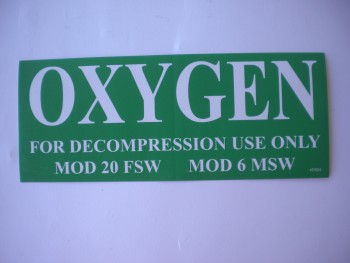 OXYGEN
FOR DECOMPRESSION USE ONLY
MOD 20 FSW MOD 6 MSW